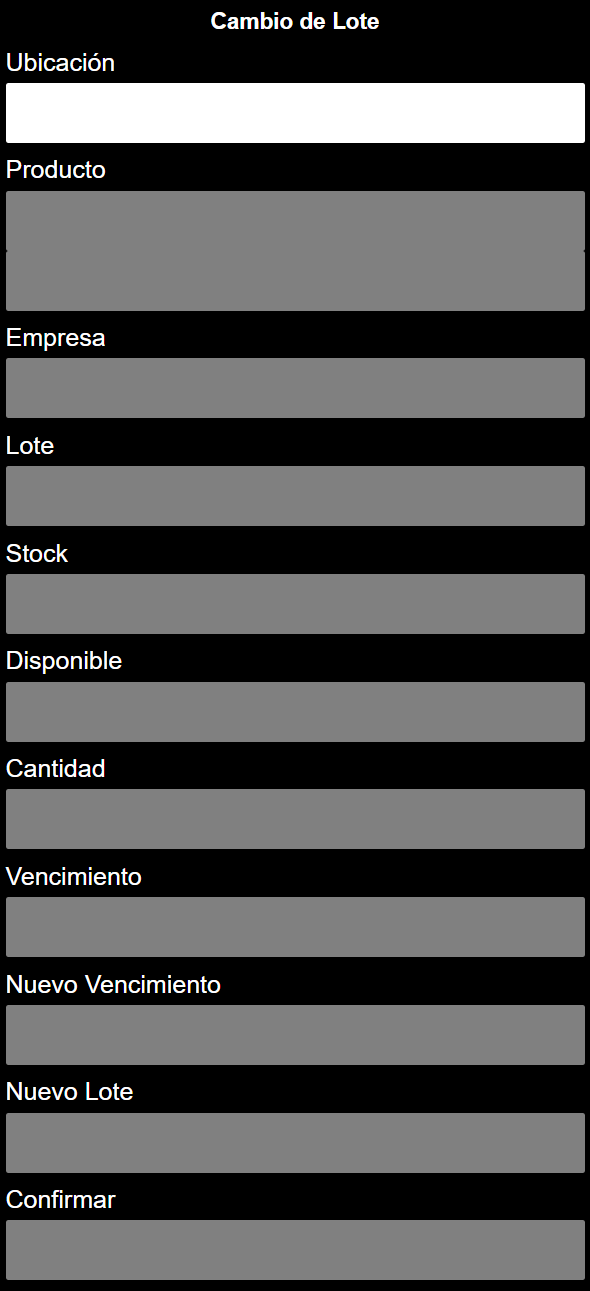 Cambio de Lote
Ubicación
Producto
Empresa
Lote
Stock
Disponible
Cantidad
Vencimiento
Nuevo Vencimiento
Nuevo Lote
Confirmar